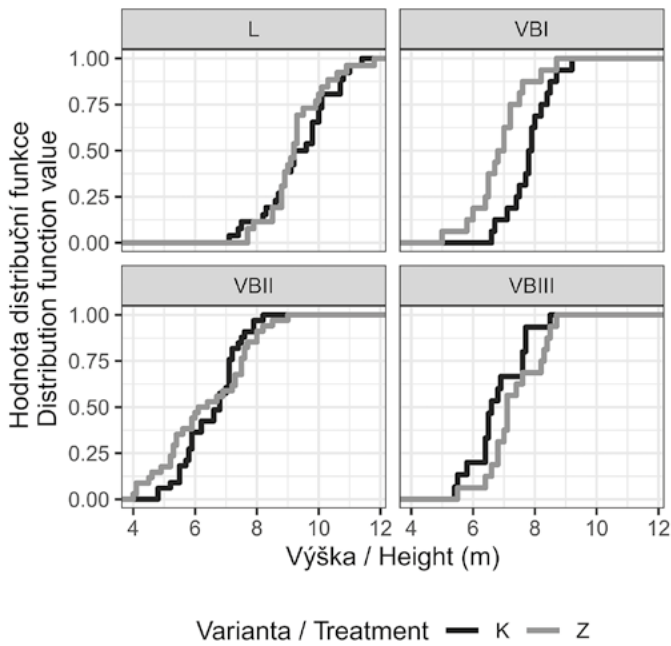 L
VBI
1.00
0.75
0.50
0.25
0.00
VBII
VBIII
1.00
0.75
0.50
0.25
0.00
4 6 8 10 12
4 6 8 10 12
Hodnota distribuční funkce
Distribution function value
Výška / Height (m)
Varianta / Treatment K Z